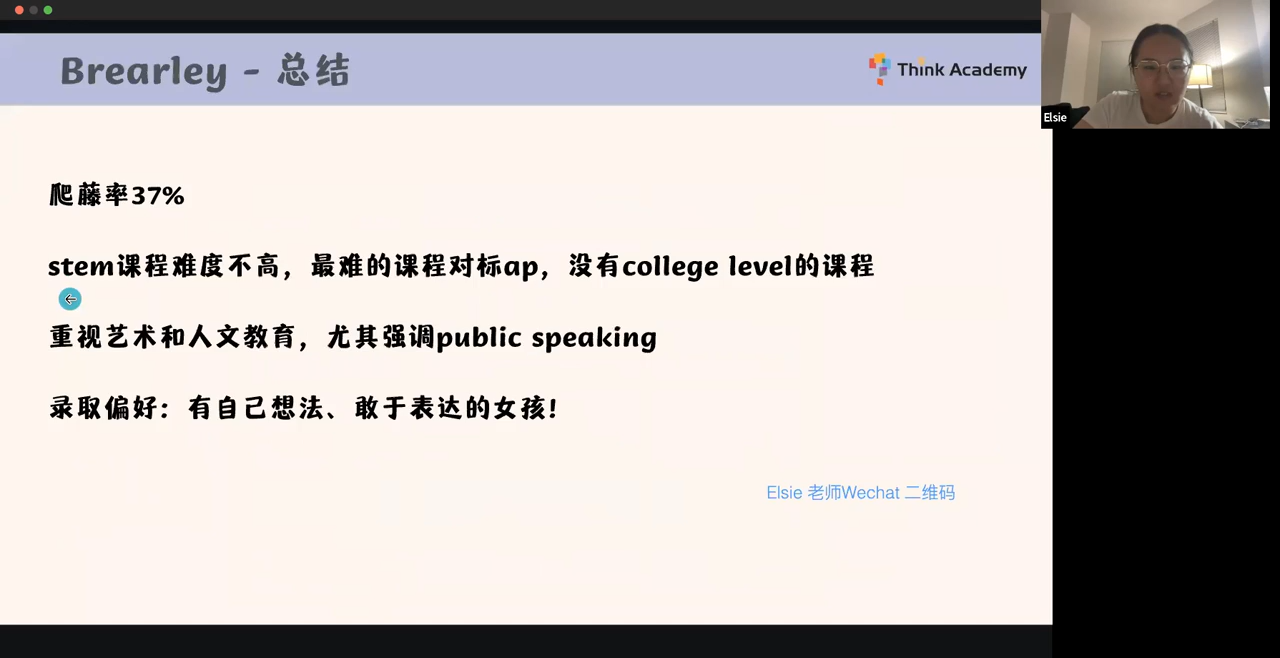 Brearley - 总结
Think Academy
Elsie
爬藤率37%
stem课程难度不高，最难的课程对标ap，没有college level的课程
重视艺术和人文教育，尤其强调public speaking
录取偏好：有自己想法、敢于表达的女孩！
Elsie 老师Wechat 二维码